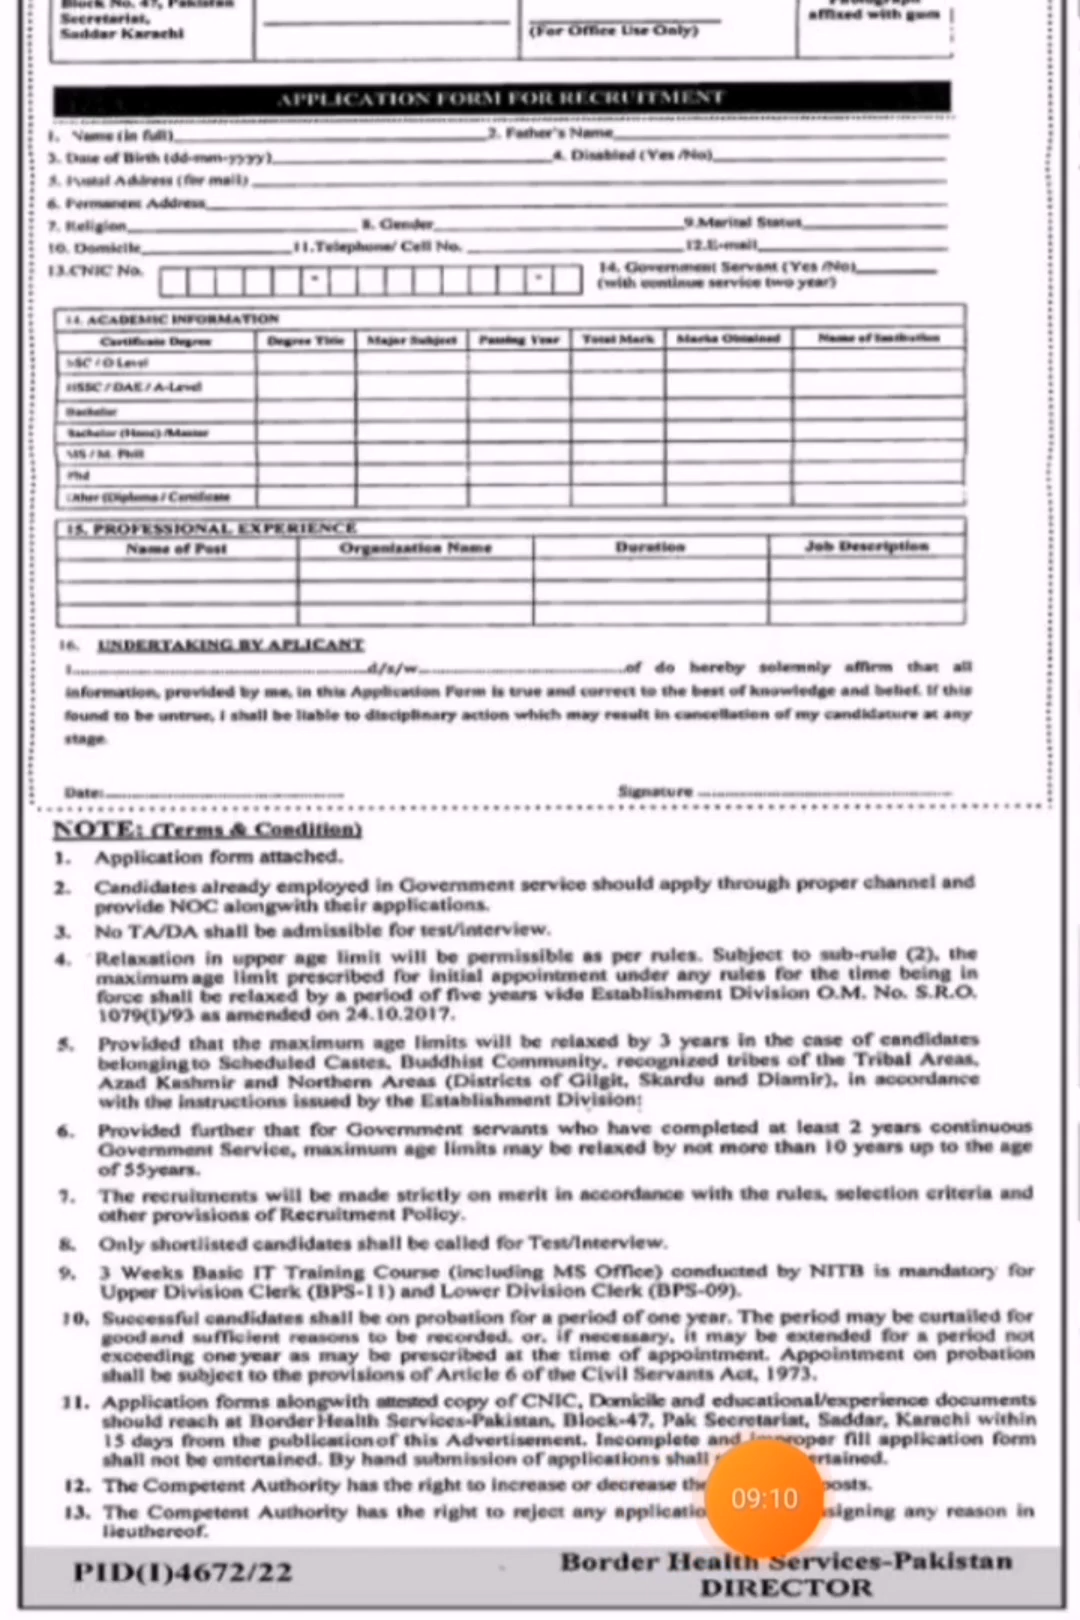 Block No. 47, Pakistan
Secretariat,
Saddar Karachi
(For Office Use Only)
affixed with gum
APPLICATION FORM FOR RECRUITMENT
1. Name (in full) 2. Father's Name
3. Date of Birth (dd-mm-yyyy) 4. Disabled (Yes /No)
5. Postal Address (for mail)
6. Permanent Address
7. Religion 8. Gender 9.Marital Status
10. Domicile 11.Telephone/ Cell No. 12.E-mail
13.CNIC No. - - 14. Government Servant (Yes /No)
(with continue service two year)
14. ACADEMIC INFORMATION
Certificate Degree Degree Title Major Subject Passing Year Total Mark Marks Obtained Name of Institution
SSC / O Level
HSSC / DAE / A-Level
Bachelor
Bachelor (Hons) /Master
MS / M. Phill
Phd
Other (Diploma / Certificate
15. PROFESSIONAL EXPERIENCE
Name of Post Organization Name Duration Job Description
16. UNDERTAKING BY APLICANT
I..............................d/s/w..............................of do hereby solemnly affirm that all
information, provided by me, in this Application Form is true and correct to the best of knowledge and belief. If this
found to be untrue, I shall be liable to disciplinary action which may result in cancellation of my candidature at any
stage.
Date:.............................. Signature ..............................
NOTE: (Terms & Condition)
1. Application form attached.
2. Candidates already employed in Government service should apply through proper channel and
provide NOC alongwith their applications.
3. No TA/DA shall be admissible for test/interview.
4. Relaxation in upper age limit will be permissible as per rules. Subject to sub-rule (2), the
maximum age limit prescribed for initial appointment under any rules for the time being in
force shall be relaxed by a period of five years vide Establishment Division O.M. No. S.R.O.
1079(I)/93 as amended on 24.10.2017.
5. Provided that the maximum age limits will be relaxed by 3 years in the case of candidates
belonging to Scheduled Castes, Buddhist Community, recognized tribes of the Tribal Areas,
Azad Kashmir and Northern Areas (Districts of Gilgit, Skardu and Diamir), in accordance
with the instructions issued by the Establishment Division;
6. Provided further that for Government servants who have completed at least 2 years continuous
Government Service, maximum age limits may be relaxed by not more than 10 years up to the age
of 55years.
7. The recruitments will be made strictly on merit in accordance with the rules, selection criteria and
other provisions of Recruitment Policy.
8. Only shortlisted candidates shall be called for Test/Interview.
9. 3 Weeks Basic IT Training Course (including MS Office) conducted by NITB is mandatory for
Upper Division Clerk (BPS-11) and Lower Division Clerk (BPS-09).
10. Successful candidates shall be on probation for a period of one year. The period may be curtailed for
good and sufficient reasons to be recorded, or, if necessary, it may be extended for a period not
exceeding one year as may be prescribed at the time of appointment. Appointment on probation
shall be subject to the provisions of Article 6 of the Civil Servants Act, 1973.
11. Application forms alongwith attested copy of CNIC, Domicile and educational/experience documents
should reach at Border Health Services-Pakistan, Block-47, Pak Secretariat, Saddar, Karachi within
15 days from the publication of this Advertisement. Incomplete and improper fill application form
shall not be entertained. By hand submission of applications shall
12. The Competent Authority has the right to increase or decrease posts.
13. The Competent Authority has the right to reject any any reason in
lieuthereof.
09:10
PID(I)4672/22
Border Health Services-Pakistan
DIRECTOR